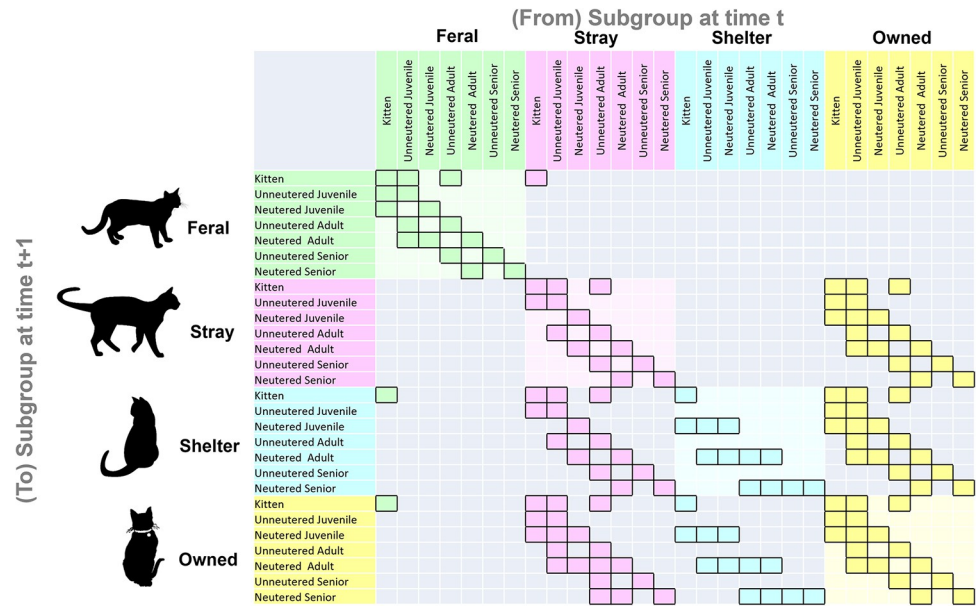 (From) Subgroup at time t
Feral Stray Shelter Owned
Kitten Unneutered Juvenile Neutered Juvenile Unneutered Adult Neutered  Adult Unneutered Senior Neutered Senior Kitten Unneutered Juvenile Neutered Juvenile Unneutered Adult Neutered  Adult Unneutered Senior Neutered Senior Kitten Unneutered Juvenile Neutered Juvenile Unneutered Adult Neutered  Adult Unneutered Senior Neutered Senior Kitten Unneutered Juvenile Neutered Juvenile Unneutered Adult Neutered  Adult Unneutered Senior Neutered Senior
(To) Subgroup at time t+1
Feral
Kitten
Unneutered Juvenile
Neutered Juvenile
Unneutered Adult
Neutered  Adult
Unneutered Senior
Neutered Senior
Stray
Kitten
Unneutered Juvenile
Neutered Juvenile
Unneutered Adult
Neutered  Adult
Unneutered Senior
Neutered Senior
Shelter
Kitten
Unneutered Juvenile
Neutered Juvenile
Unneutered Adult
Neutered  Adult
Unneutered Senior
Neutered Senior
Owned
Kitten
Unneutered Juvenile
Neutered Juvenile
Unneutered Adult
Neutered  Adult
Unneutered Senior
Neutered Senior